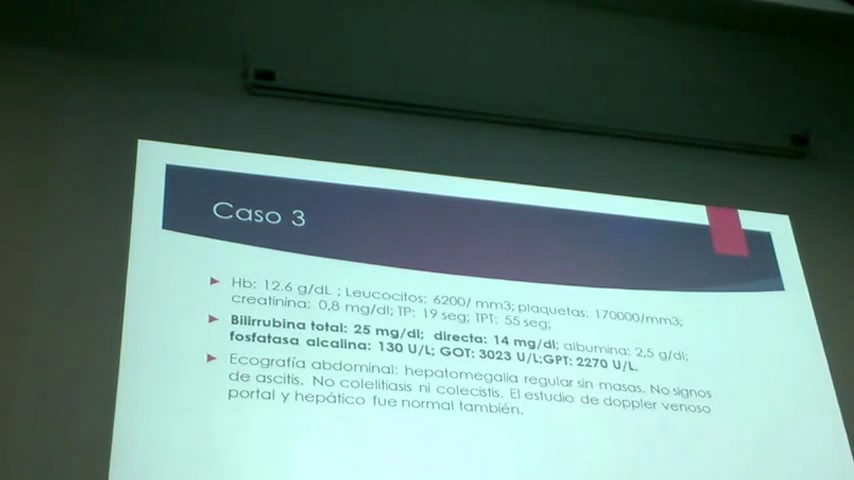 Caso 3
Hb: 12.6 g/dL ; Leucocitos: 6200/ mm3; plaquetas: 170000/mm3;
creatinina: 0,8 mg/dl; TP: 19 seg; TPT: 55 seg;
Bilirrubina total: 25 mg/dl; directa: 14 mg/dl; albumina: 2,5 g/dl;
fosfatasa alcalina: 130 U/L; GOT: 3023 U/L;GPT: 2270 U/L.
Ecografía abdominal: hepatomegalia regular sin masas. No signos
de ascitis. No colelitiasis ni colecistis. El estudio de doppler venoso
portal y hepático fue normal también.